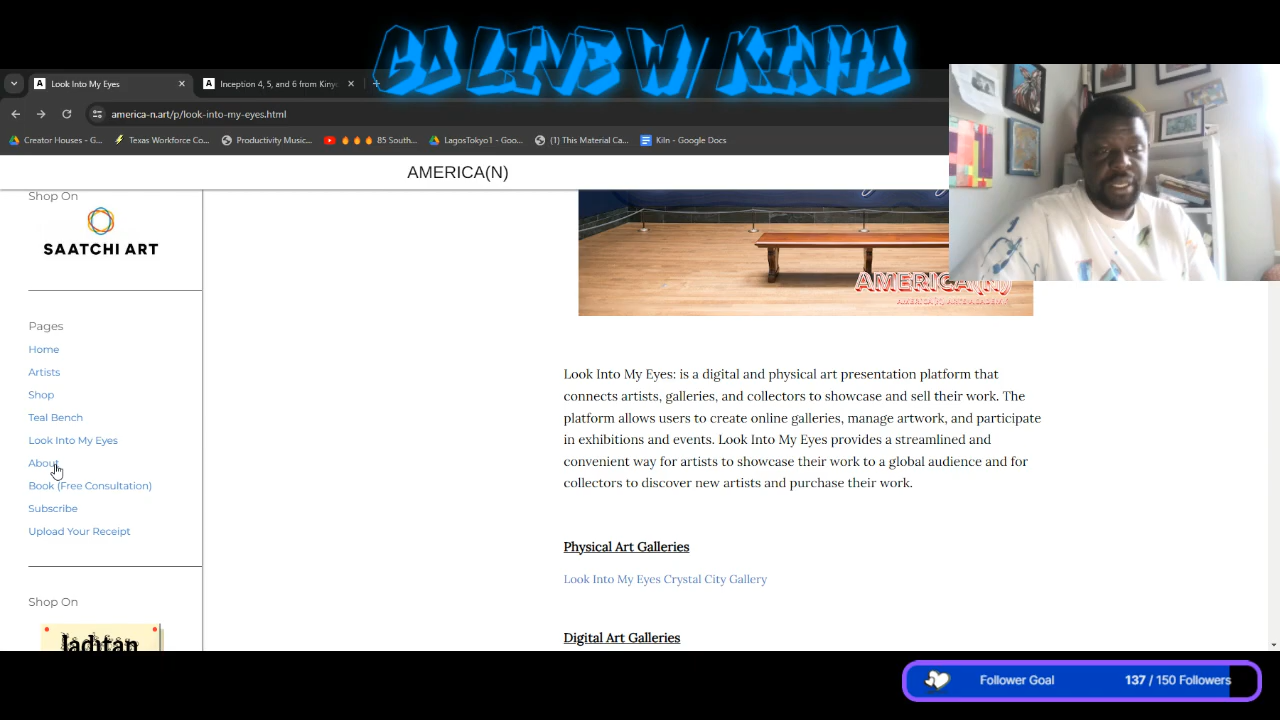 GO LIVE W/ KINYO
Look Into My Eyes
Inception 4, 5, and 6 from Kiny
america-n.art/p/look-into-my-eyes.html
Creator Houses - G...
Texas Workforce Co...
Productivity Music...
85 South...
LagosTokyo1 - Goo...
(1) This Material Ca...
Kiln - Google Docs
AMERICA(N)
Shop On
SAATCHI ART
Pages
Home
Artists
Shop
Teal Bench
Look Into My Eyes
About
Book (Free Consultation)
Subscribe
Upload Your Receipt
Shop On
AMERICA(N)
AMERICA(N) ARTS ACADEMY
Look Into My Eyes: is a digital and physical art presentation platform that
connects artists, galleries, and collectors to showcase and sell their work. The
platform allows users to create online galleries, manage artwork, and participate
in exhibitions and events. Look Into My Eyes provides a streamlined and
convenient way for artists to showcase their work to a global audience and for
collectors to discover new artists and purchase their work.
Physical Art Galleries
Look Into My Eyes Crystal City Gallery
Digital Art Galleries
Follower Goal 137 / 150 Followers